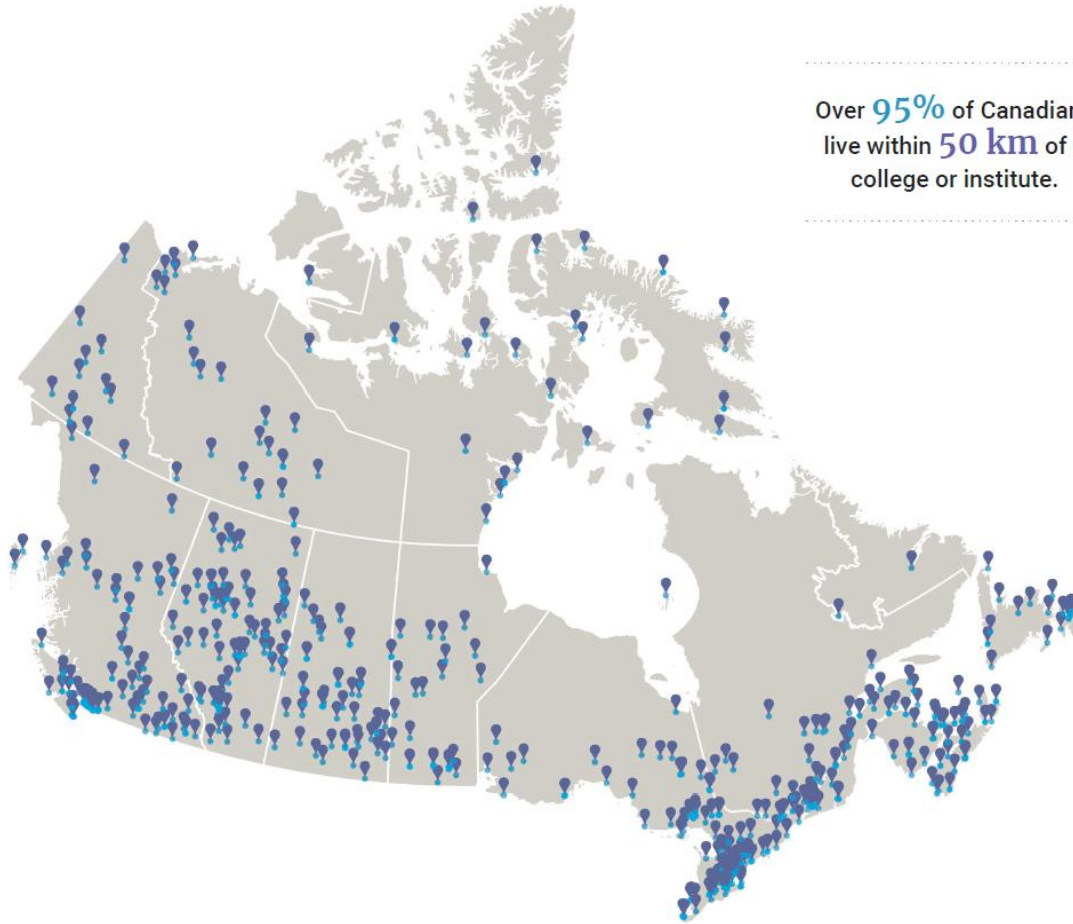 Over 95% of Canadian
live within 50 km of
college or institute.